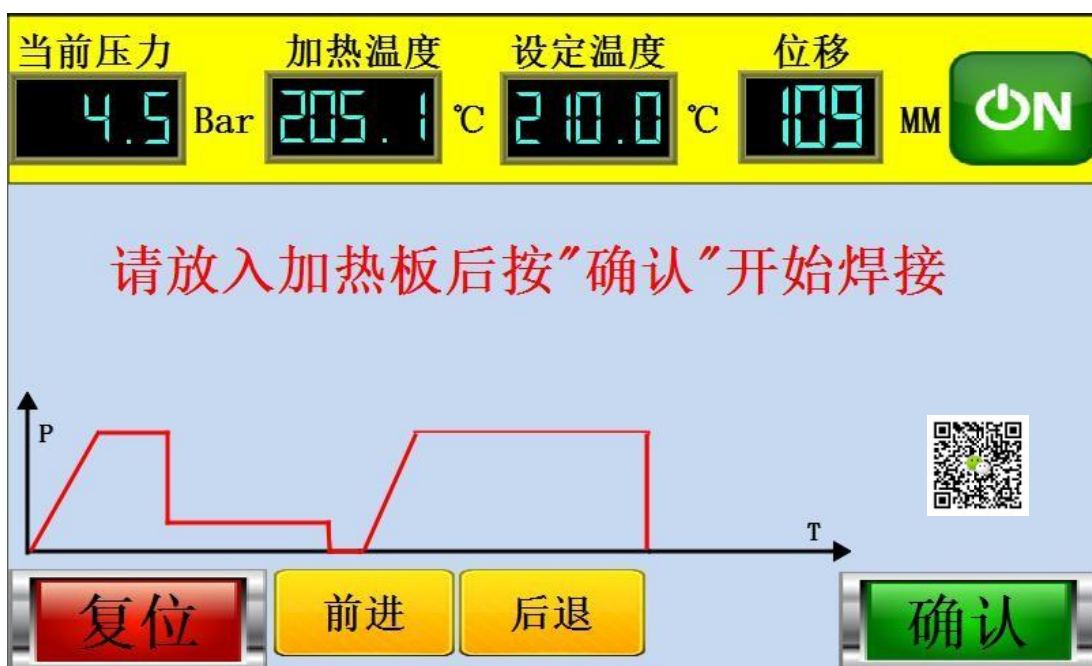 当前压力 加热温度 设定温度 位移
4.5 Bar 205.1 ℃ 210.0 ℃ 109 MM ON
请放入加热板后按"确认"开始焊接
P
T
复位 前进 后退 确认